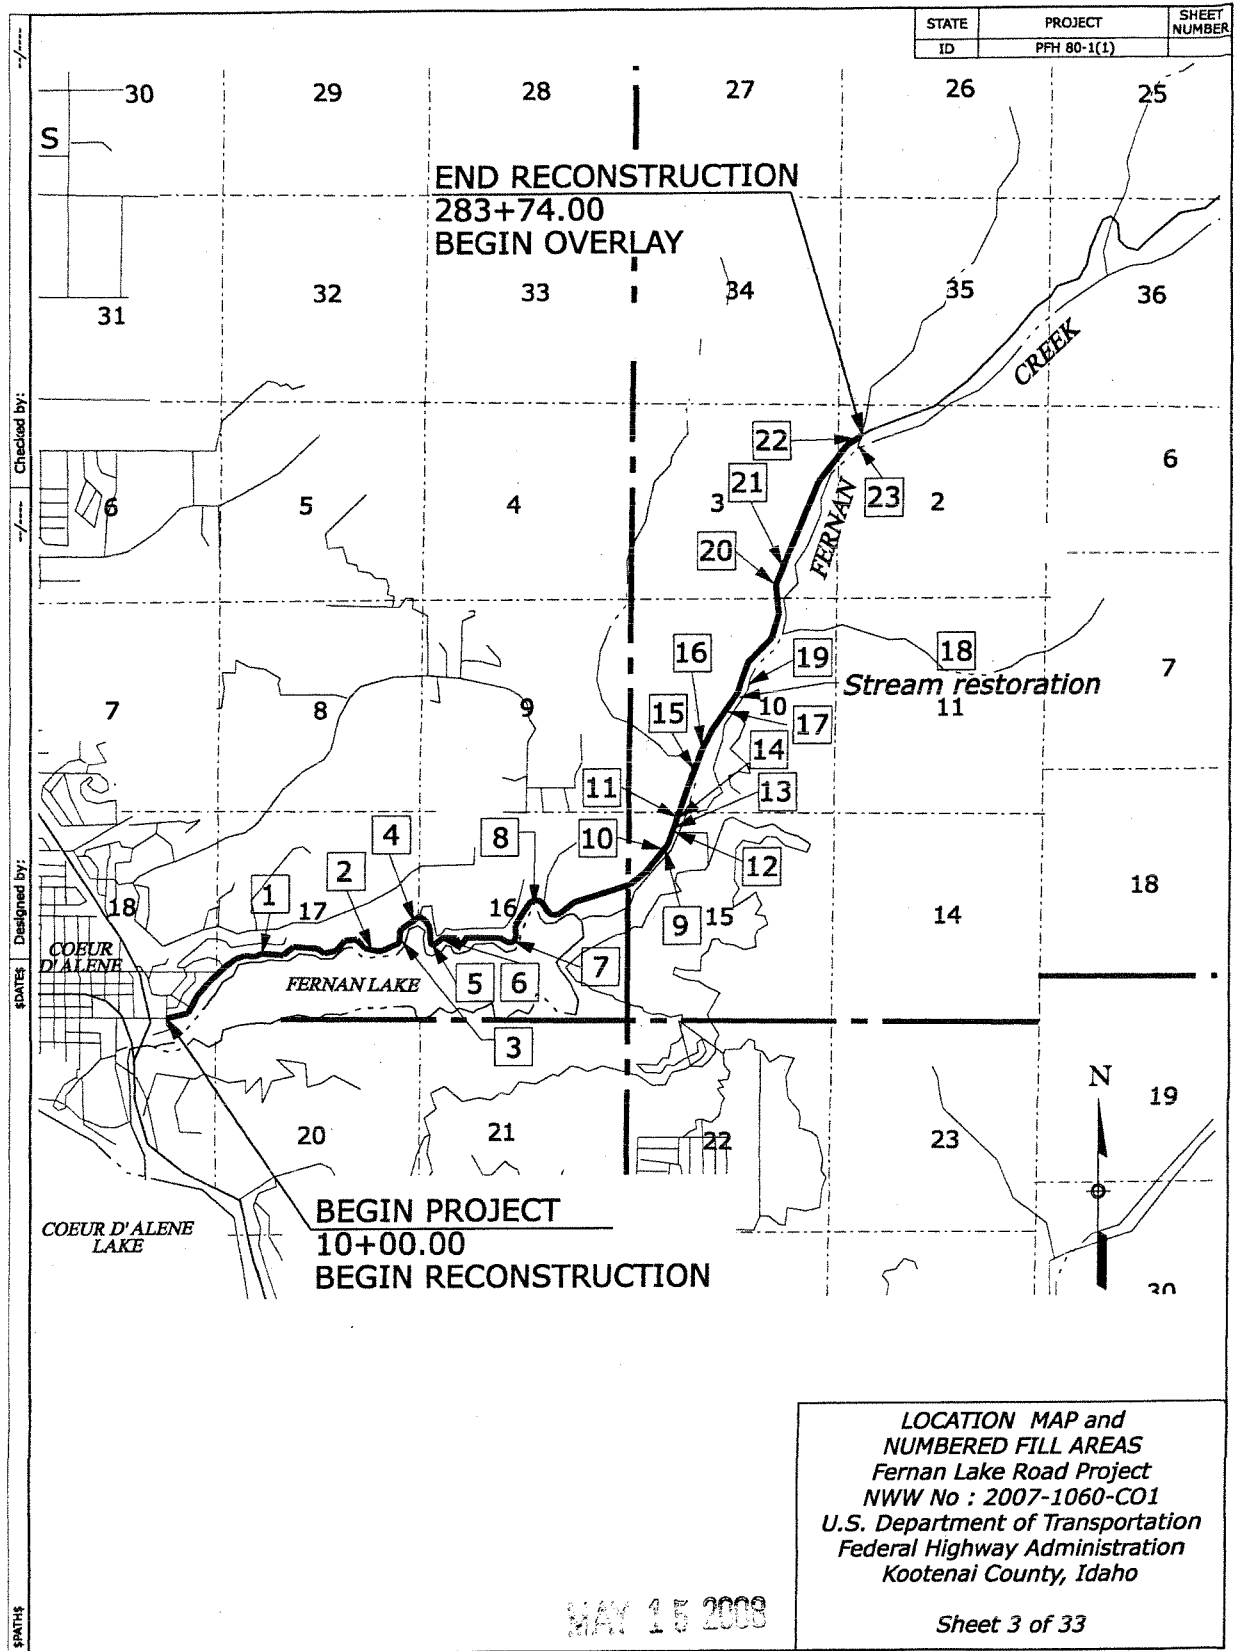 STATE PROJECT SHEET NUMBER
ID PFH 80-1(1)
--/----
Checked by:
--/----
Designed by:
$DATE$
$PATH$
30 29 28 27 26 25
S
END RECONSTRUCTION
283+74.00
BEGIN OVERLAY
31 32 33 34 35 36
CREEK
22
21
23
20
6 5 4 3 2 6
FERNAN
16 19 18
Stream restoration
7 8 9 10 11 7
15 17
14
11 13
4 8 10 12
2
1
9
18 17 16 15 14 18
COEUR
D'ALENE
FERNAN LAKE
5 6 7
3
N
19
20 21 22 23
BEGIN PROJECT
10+00.00
BEGIN RECONSTRUCTION
COEUR D'ALENE
LAKE
30
LOCATION MAP and
NUMBERED FILL AREAS
Fernan Lake Road Project
NWW No : 2007-1060-CO1
U.S. Department of Transportation
Federal Highway Administration
Kootenai County, Idaho
Sheet 3 of 33
MAY 15 2008